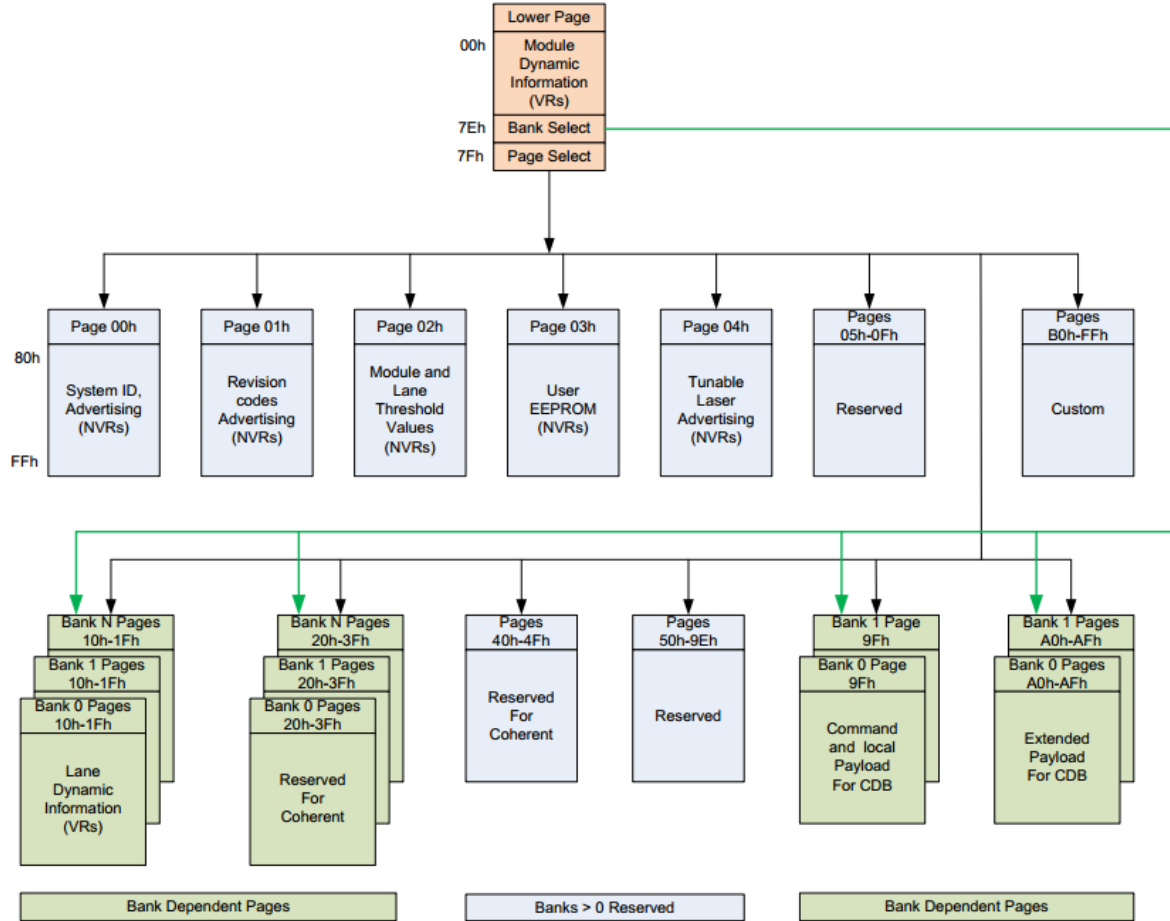 Lower Page
00h
Module
Dynamic
Information
(VRs)
7Eh
Bank Select
7Fh
Page Select
Page 00h
80h
System ID,
Advertising
(NVRs)
FFh
Page 01h
Revision
codes
Advertising
(NVRs)
Page 02h
Module and
Lane
Threshold
Values
(NVRs)
Page 03h
User
EEPROM
(NVRs)
Page 04h
Tunable
Laser
Advertising
(NVRs)
Pages
05h-0Fh
Reserved
Pages
B0h-FFh
Custom
Bank N Pages
10h-1Fh
Bank 1 Pages
10h-1Fh
Bank 0 Pages
10h-1Fh
Lane
Dynamic
Information
(VRs)
Bank N Pages
20h-3Fh
Bank 1 Pages
20h-3Fh
Bank 0 Pages
20h-3Fh
Reserved
For
Coherent
Pages
40h-4Fh
Reserved
For
Coherent
Pages
50h-9Eh
Reserved
Bank 1 Page
9Fh
Bank 0 Page
9Fh
Command
and local
Payload
For CDB
Bank 1 Pages
A0h-AFh
Bank 0 Pages
A0h-AFh
Extended
Payload
For CDB
Bank Dependent Pages
Banks > 0 Reserved
Bank Dependent Pages